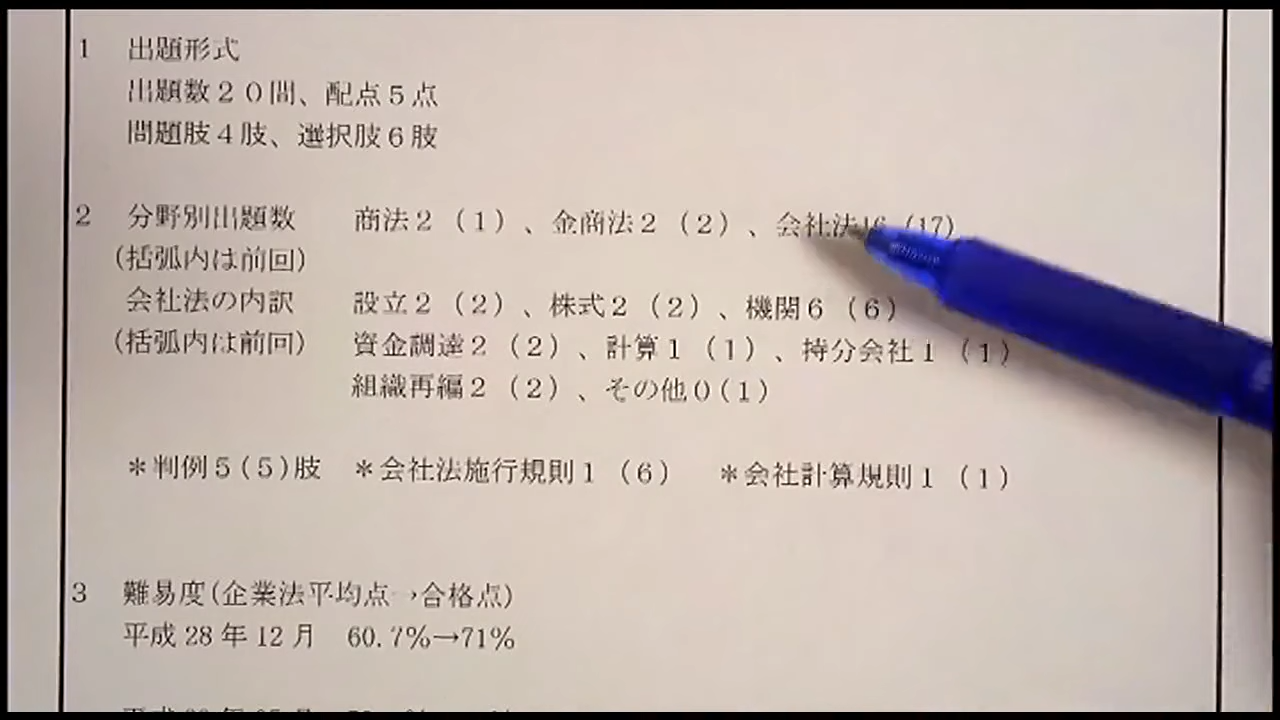 1 出題形式
出題数20間、配点5点
問題肢4肢、選択肢6肢
2 分野別出題数 商法2(1)、金商法2(2)、会社法16(17)
(括弧内は前回)
会社法の内訳 設立2(2)、株式2(2)、機関6(6)
(括弧内は前回) 資金調達2(2)、計算1(1)、持分会社1(1)
組織再編2(2)、その他0(1)
*判例5(5)肢 *会社法施行規則1(6) *会社計算規則1(1)
3 難易度(企業法平均点→合格点)
平成28年12月 60.7%→71%